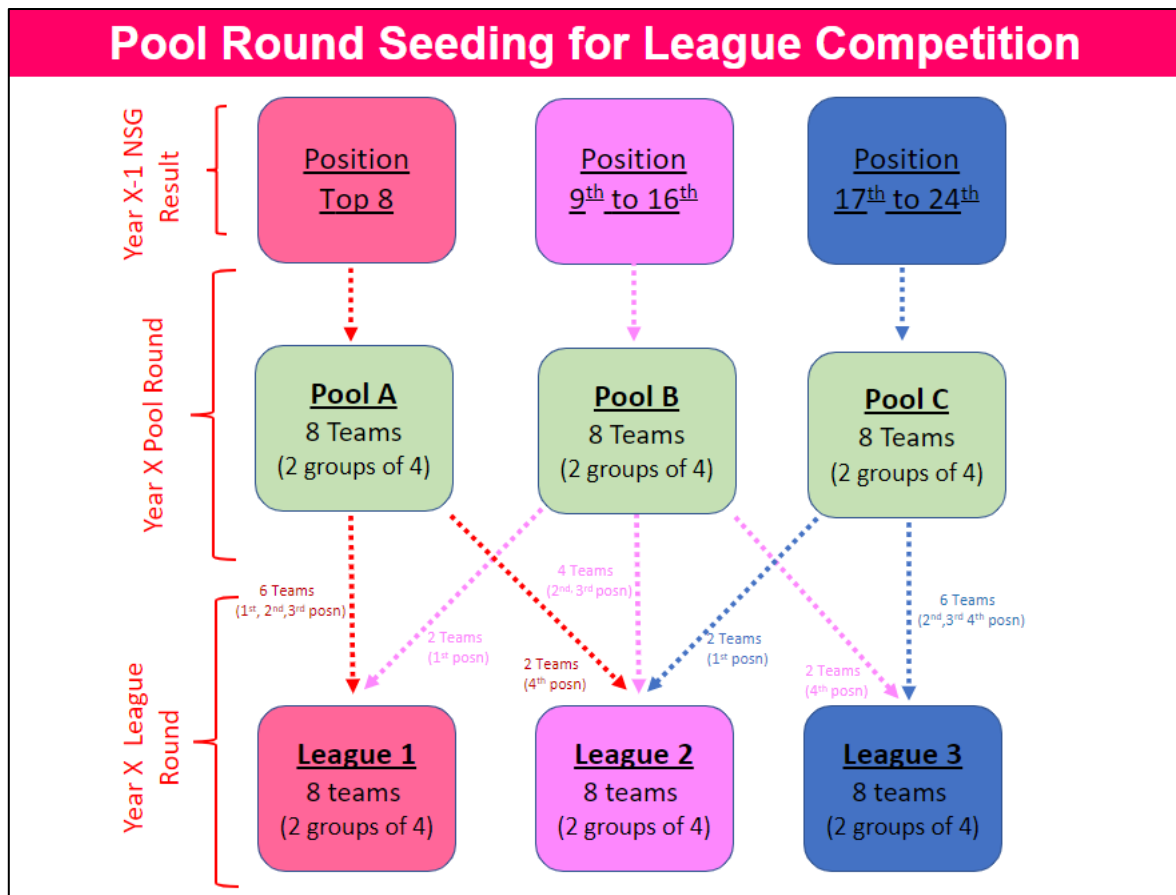 Pool Round Seeding for League Competition
Year X-1 NSG
Result
Position
Top 8
Position
9th to 16th
Position
17th to 24th
Year X Pool Round
Pool A
8 Teams
(2 groups of 4)
Pool B
8 Teams
(2 groups of 4)
Pool C
8 Teams
(2 groups of 4)
6 Teams
(1st, 2nd,3rd posn)
2 Teams
(1st posn)
4 Teams
(2nd, 3rd posn)
2 Teams
(4th posn)
2 Teams
(1st posn)
2 Teams
(4th posn)
6 Teams
(2nd,3rd 4th posn)
Year X League
Round
League 1
8 teams
(2 groups of 4)
League 2
8 teams
(2 groups of 4)
League 3
8 teams
(2 groups of 4)